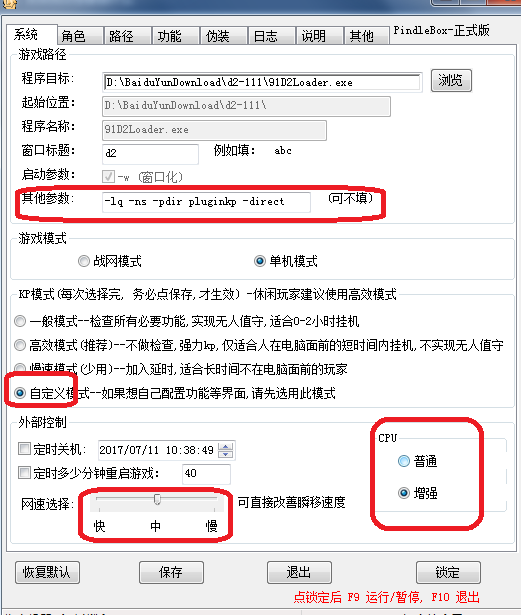 系统 角色 路径 功能 伪装 日志 说明 其他 PindleBox-正式版
游戏路径
程序目标: D:\BaiduYunDownload\d2-111\91D2Loader.exe 浏览
起始位置: D:\BaiduYunDownload\d2-111\
程序名称: 91D2Loader.exe
窗口标题: d2 例如填: abc
启动参数: -w (窗口化)
其他参数: -lq -ns -pdir pluginkp -direct (可不填)
游戏模式
战网模式 单机模式
KP模式(每次选择完, 务必点保存,才生效) -休闲玩家建议使用高效模式
一般模式--检查所有必要功能,实现无人值守,适合0-2小时挂机
高效模式(推荐)--不做检查,强力kp,仅适合人在电脑面前的短时间内挂机,不实现无人值守
慢速模式(少用)--加入延时,适合长时间不在电脑面前的玩家
自定义模式--如果想自己配置功能等界面,请先选用此模式
外部控制
CPU
定时关机: 2017/07/11 10:38:49
普通
定时多少分钟重启游戏: 40
增强
网速选择: 可直接改善瞬移速度
快 中 慢
恢复默认 保存 退出 锁定
点锁定后 F9 运行/暂停, F10 退出